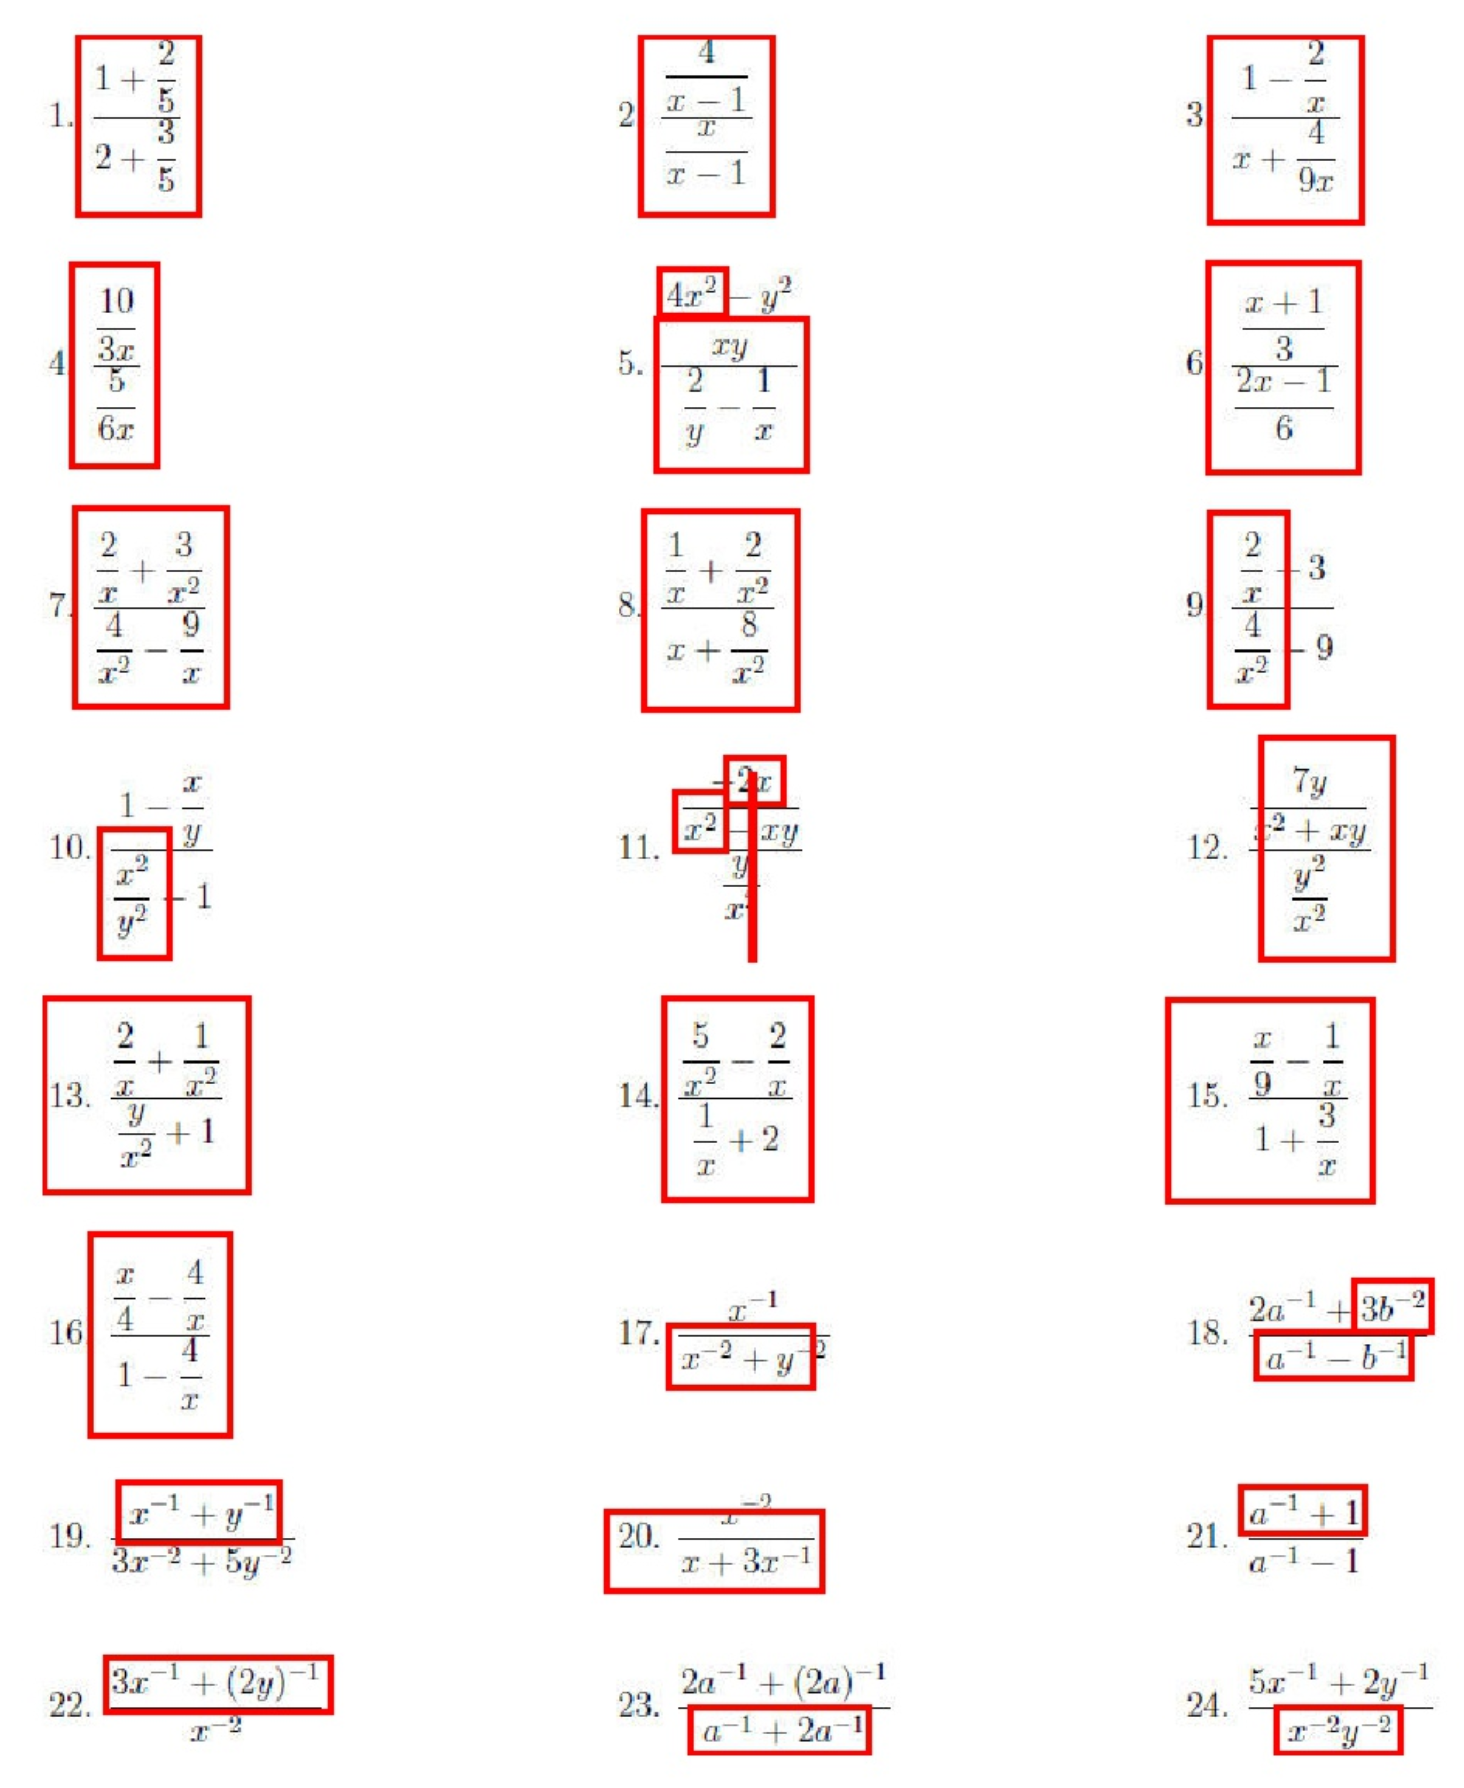 1. \frac{1+\frac{2}{5}}{2+\frac{3}{5}}
2. \frac{\frac{4}{x-1}}{\frac{x}{x-1}}
3. \frac{1-\frac{2}{x}}{x+\frac{4}{9x}}
4. \frac{\frac{10}{3x}}{\frac{5}{6x}}
5. \frac{\frac{4x^2-y^2}{xy}}{\frac{2}{y}-\frac{1}{x}}
6. \frac{\frac{x+1}{3}}{\frac{2x-1}{6}}
7. \frac{\frac{2}{x}+\frac{3}{x^2}}{\frac{4}{x^2}-\frac{9}{x}}
8. \frac{\frac{1}{x}+\frac{2}{x^2}}{x+\frac{8}{x^2}}
9. \frac{\frac{2}{x}-3}{\frac{4}{x^2}-9}
10. \frac{1-\frac{x}{y}}{\frac{x^2}{y^2}-1}
11. \frac{\frac{-2x}{x^2-xy}}{\frac{y}{x}}
12. \frac{\frac{7y}{x^2+xy}}{\frac{y^2}{x^2}}
13. \frac{\frac{2}{x}+\frac{1}{x^2}}{\frac{y}{x^2}+1}
14. \frac{\frac{5}{x^2}-\frac{2}{x}}{\frac{1}{x}+2}
15. \frac{\frac{x}{9}-\frac{1}{x}}{1+\frac{3}{x}}
16. \frac{\frac{x}{4}-\frac{4}{x}}{1-\frac{4}{x}}
17. \frac{x^{-1}}{x^{-2}+y^{-2}}
18. \frac{2a^{-1}+3b^{-2}}{a^{-1}-b^{-1}}
19. \frac{x^{-1}+y^{-1}}{3x^{-2}+5y^{-2}}
20. \frac{x^{-2}}{x+3x^{-1}}
21. \frac{a^{-1}+1}{a^{-1}-1}
22. \frac{3x^{-1}+(2y)^{-1}}{x^{-2}}
23. \frac{2a^{-1}+(2a)^{-1}}{a^{-1}+2a^{-1}}
24. \frac{5x^{-1}+2y^{-1}}{x^{-2}y^{-2}}